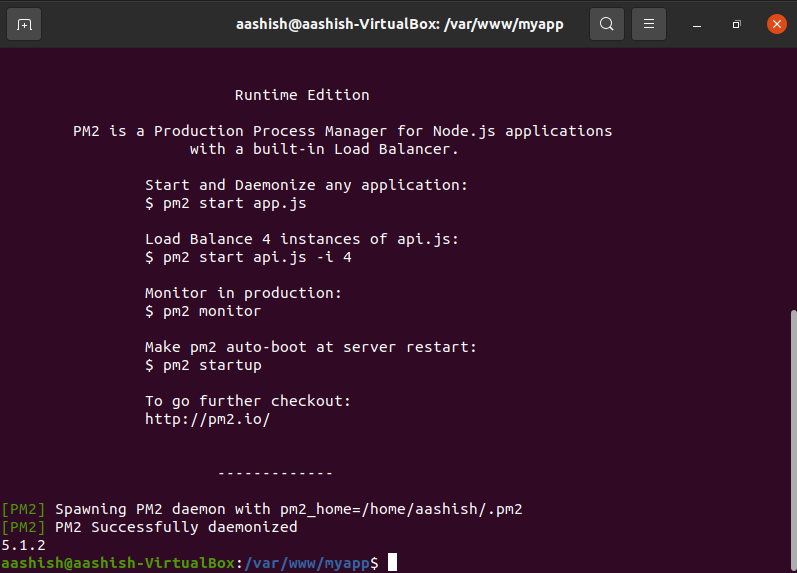 aashish@aashish-VirtualBox: /var/www/myapp
Runtime Edition
PM2 is a Production Process Manager for Node.js applications
with a built-in Load Balancer.
Start and Daemonize any application:
$ pm2 start app.js
Load Balance 4 instances of api.js:
$ pm2 start api.js -i 4
Monitor in production:
$ pm2 monitor
Make pm2 auto-boot at server restart:
$ pm2 startup
To go further checkout:
http://pm2.io/
-------------
[PM2] Spawning PM2 daemon with pm2_home=/home/aashish/.pm2
[PM2] PM2 Successfully daemonized
5.1.2
aashish@aashish-VirtualBox:/var/www/myapp$